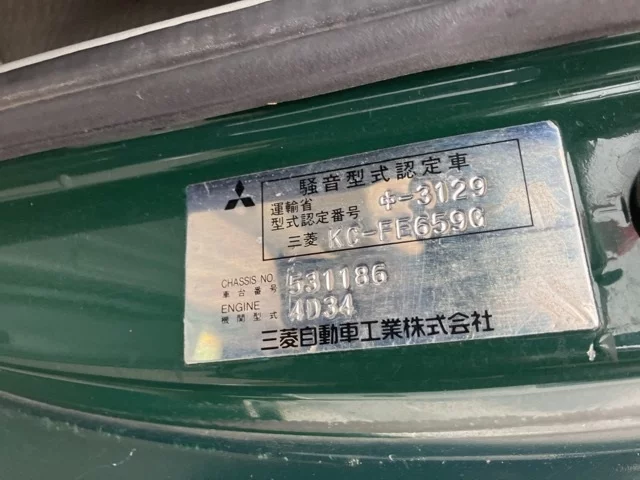 騒音型式認定車
運輸省
型式認定番号 ホ-3129
三菱 KC-FE659C
CHASSIS NO.
車台番号 531186
ENGINE
機関型式 4D34
三菱自動車工業株式会社